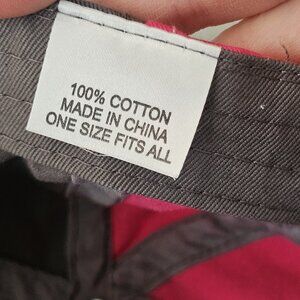 100% COTTON
MADE IN CHINA
ONE SIZE FITS ALL